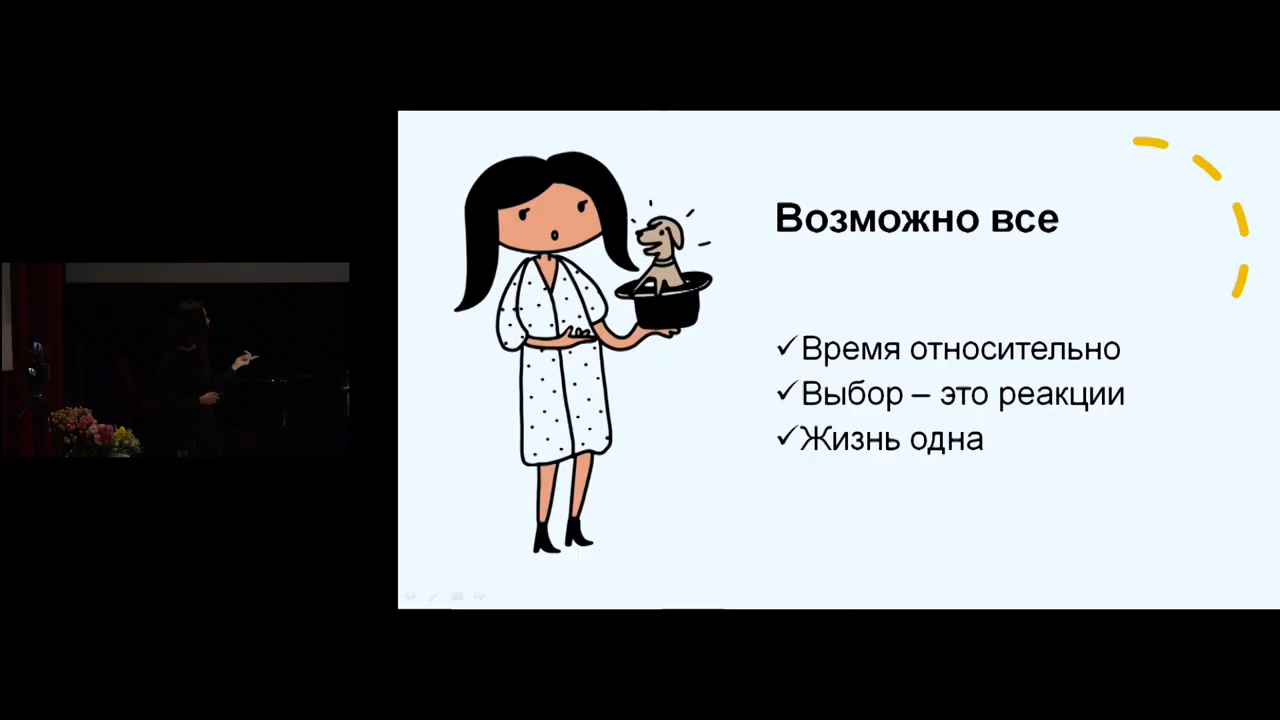 Возможно все
✓Время относительно
✓Выбор – это реакции
✓Жизнь одна